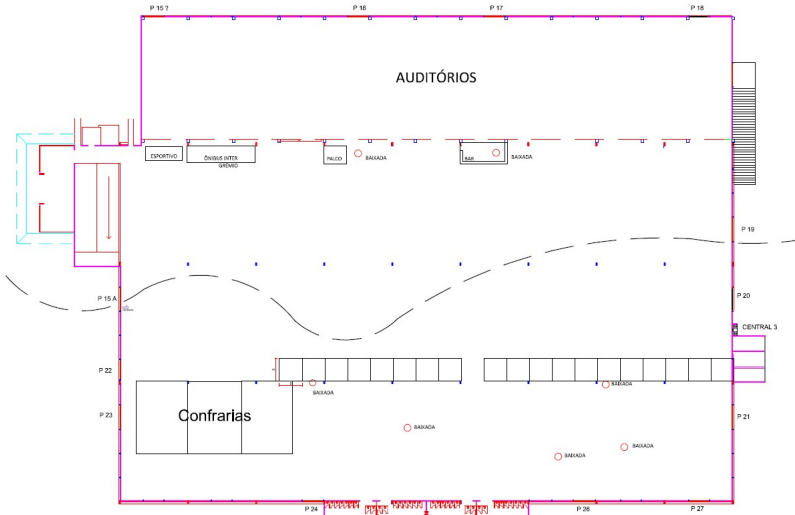 P 15 ?
P 16
P 17
P 18
AUDITÓRIOS
ESPORTIVO
ÔNIBUS INTER
GRÊMIO
PALCO
BAIXADA
BAR
BAIXADA
P 19
P 15 A
P 20
CENTRAL 3
P 22
BAIXADA
BAIXADA
P 23
Confrarias
P 21
BAIXADA
BAIXADA
BAIXADA
P 24
P 26
P 27